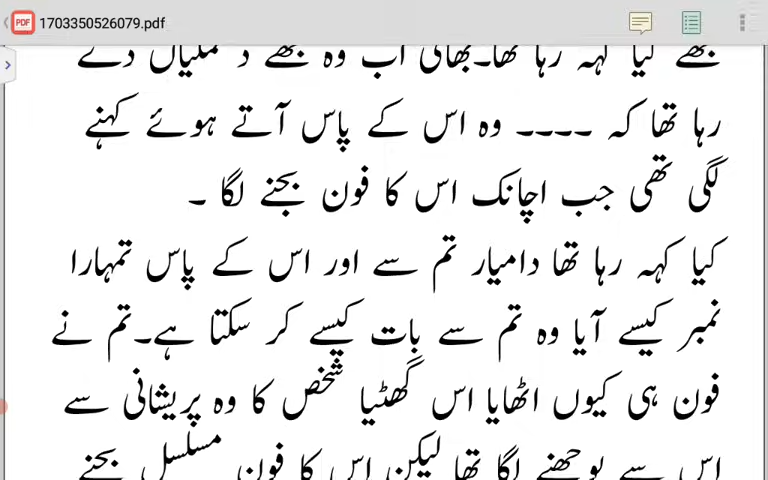 1703350526079.pdf
مجھے کیا کہہ رہا تھا۔بھائی اب وہ مجھے دھمکیاں دے
رہا تھا کہ ۔۔۔۔ وہ اس کے پاس آتے ہوئے کہنے
لگی تھی جب اچانک اس کا فون بجنے لگا ۔
کیا کہہ رہا تھا دامیار تم سے اور اس کے پاس تمہارا
نمبر کیسے آیا وہ تم سے بات کیسے کر سکتا ہے۔تم نے
فون ہی کیوں اٹھایا اس گھٹیا شخص کا وہ پریشانی سے
اس سے پوچھنے لگا تھا لیکن اس کا فون مسلسل بجنے